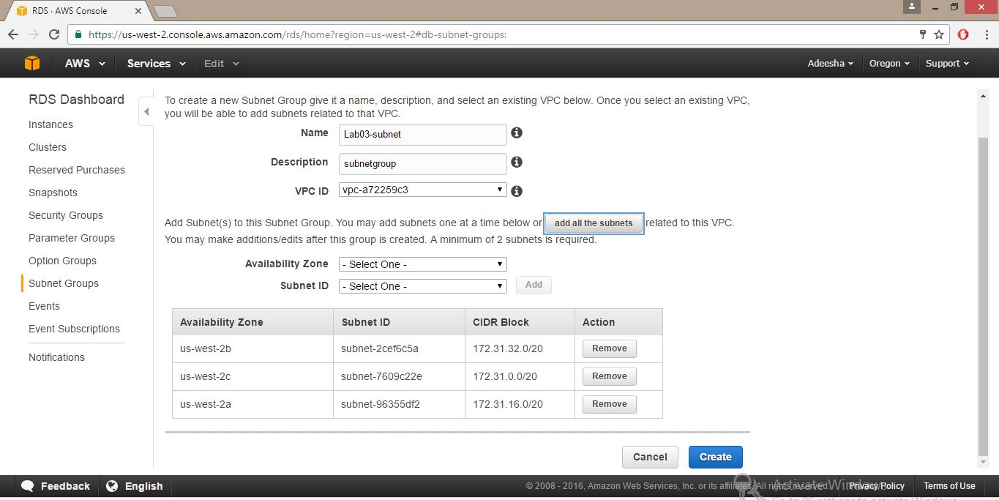 RDS · AWS Console
https://us-west-2.console.aws.amazon.com/rds/home?region=us-west-2#db-subnet-groups:
AWS Services Edit Adeesha Oregon Support
RDS Dashboard
Instances
Clusters
Reserved Purchases
Snapshots
Security Groups
Parameter Groups
Option Groups
Subnet Groups
Events
Event Subscriptions
Notifications
To create a new Subnet Group give it a name, description, and select an existing VPC below. Once you select an existing VPC,
you will be able to add subnets related to that VPC.
Name Lab03-subnet
Description subnetgroup
VPC ID vpc-a72259c3
Add Subnet(s) to this Subnet Group. You may add subnets one at a time below or add all the subnets related to this VPC.
You may make additions/edits after this group is created. A minimum of 2 subnets is required.
Availability Zone - Select One -
Subnet ID - Select One - Add
Availability Zone Subnet ID CIDR Block Action
us-west-2b subnet-2cef6c5a 172.31.32.0/20 Remove
us-west-2c subnet-7609c22e 172.31.0.0/20 Remove
us-west-2a subnet-96355df2 172.31.16.0/20 Remove
Cancel Create
Feedback English © 2008 - 2016, Amazon Web Services, Inc. or its affiliates. All rights reserved. Privacy Policy Terms of Use
Activate Windows
Go to PC settings to activate Windows.